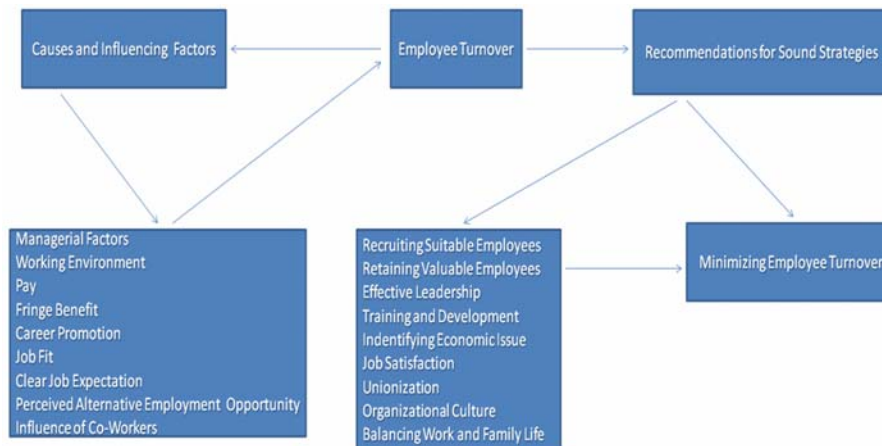 Causes and Influencing Factors
Employee Turnover
Recommendations for Sound Strategies
Managerial Factors
Working Environment
Pay
Fringe Benefit
Career Promotion
Job Fit
Clear Job Expectation
Perceived Alternative Employment Opportunity
Influence of Co-Workers
Recruiting Suitable Employees
Retaining Valuable Employees
Effective Leadership
Training and Development
Indentifying Economic Issue
Job Satisfaction
Unionization
Organizational Culture
Balancing Work and Family Life
Minimizing Employee Turnover